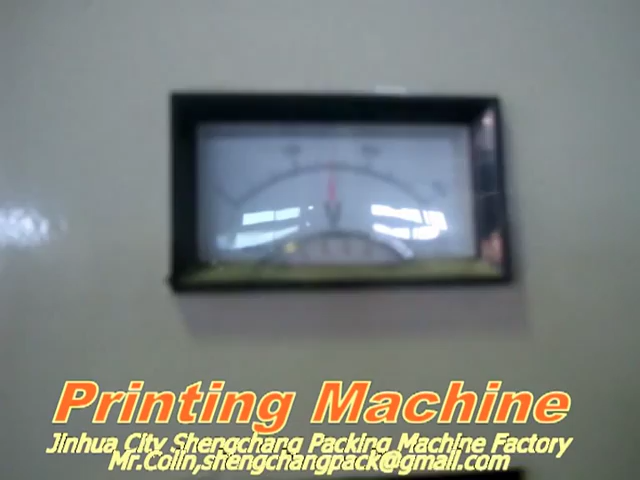 V
Printing Machine
Jinhua City Shengchang Packing Machine Factory
Mr.Colin,shengchangpack@gmail.com